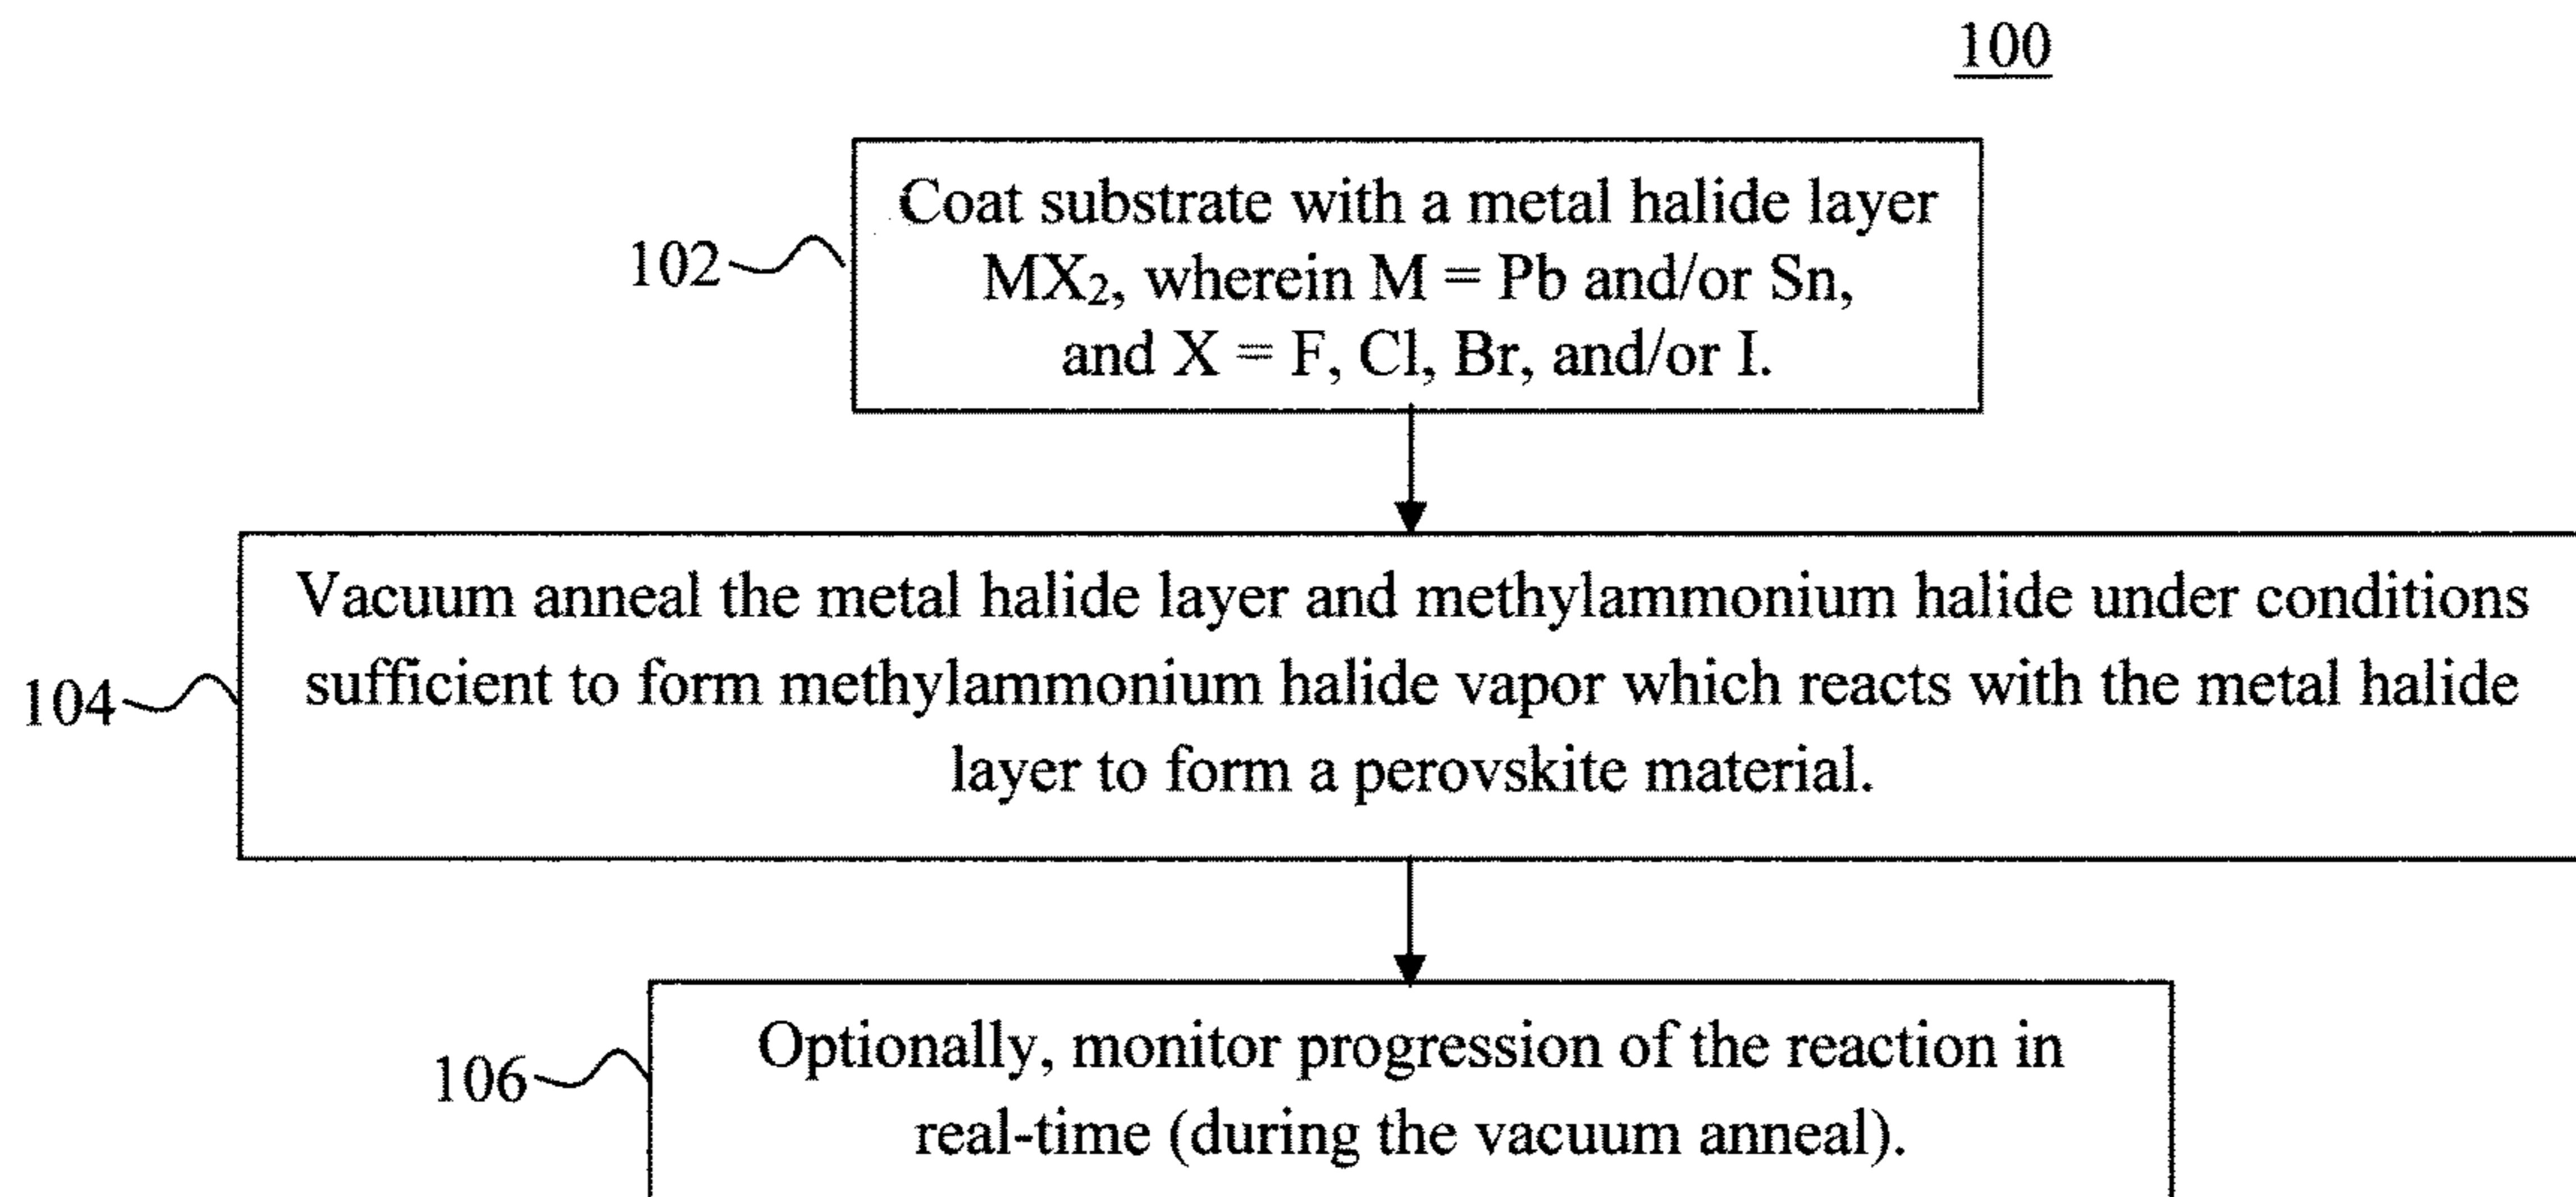 100
Coat substrate with a metal halide layer
102
MX₂, wherein M = Pb and/or Sn,
and X = F, Cl, Br, and/or I.
Vacuum anneal the metal halide layer and methylammonium halide under conditions
104
sufficient to form methylammonium halide vapor which reacts with the metal halide
layer to form a perovskite material.
Optionally, monitor progression of the reaction in
106
real-time (during the vacuum anneal).